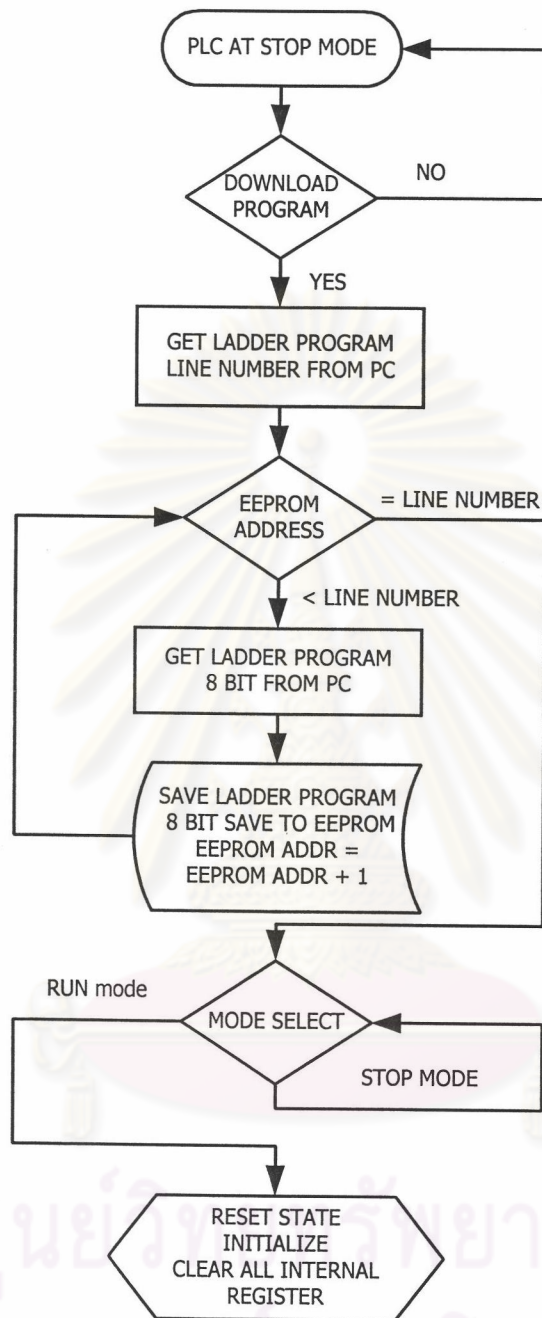 PLC AT STOP MODE
DOWNLOAD
PROGRAM
NO
YES
GET LADDER PROGRAM
LINE NUMBER FROM PC
EEPROM
ADDRESS
= LINE NUMBER
< LINE NUMBER
GET LADDER PROGRAM
8 BIT FROM PC
SAVE LADDER PROGRAM
8 BIT SAVE TO EEPROM
EEPROM ADDR =
EEPROM ADDR + 1
RUN mode
MODE SELECT
STOP MODE
RESET STATE
INITIALIZE
CLEAR ALL INTERNAL
REGISTER